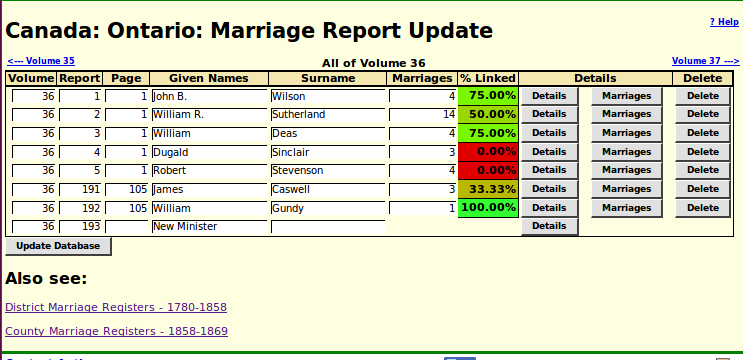 Canada: Ontario: Marriage Report Update
? Help
<--- Volume 35 All of Volume 36 Volume 37 --->
Volume Report Page Given Names Surname Marriages % Linked Details Delete
36 1 1 John B. Wilson 4 75.00% Details Marriages Delete
36 2 1 William R. Sutherland 14 50.00% Details Marriages Delete
36 3 1 William Deas 4 75.00% Details Marriages Delete
36 4 1 Dugald Sinclair 3 0.00% Details Marriages Delete
36 5 1 Robert Stevenson 4 0.00% Details Marriages Delete
36 191 105 James Caswell 3 33.33% Details Marriages Delete
36 192 105 William Gundy 1 100.00% Details Marriages Delete
36 193 New Minister Details
Update Database
Also see:
District Marriage Registers - 1780-1858
County Marriage Registers - 1858-1869